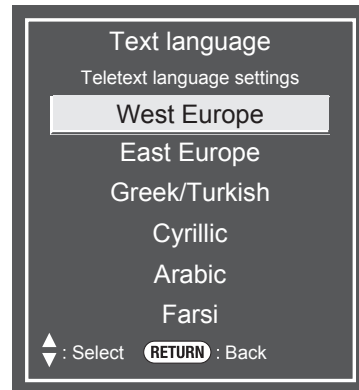 Text language
Teletext language settings
West Europe
East Europe
Greek/Turkish
Cyrillic
Arabic
Farsi
: Select RETURN : Back